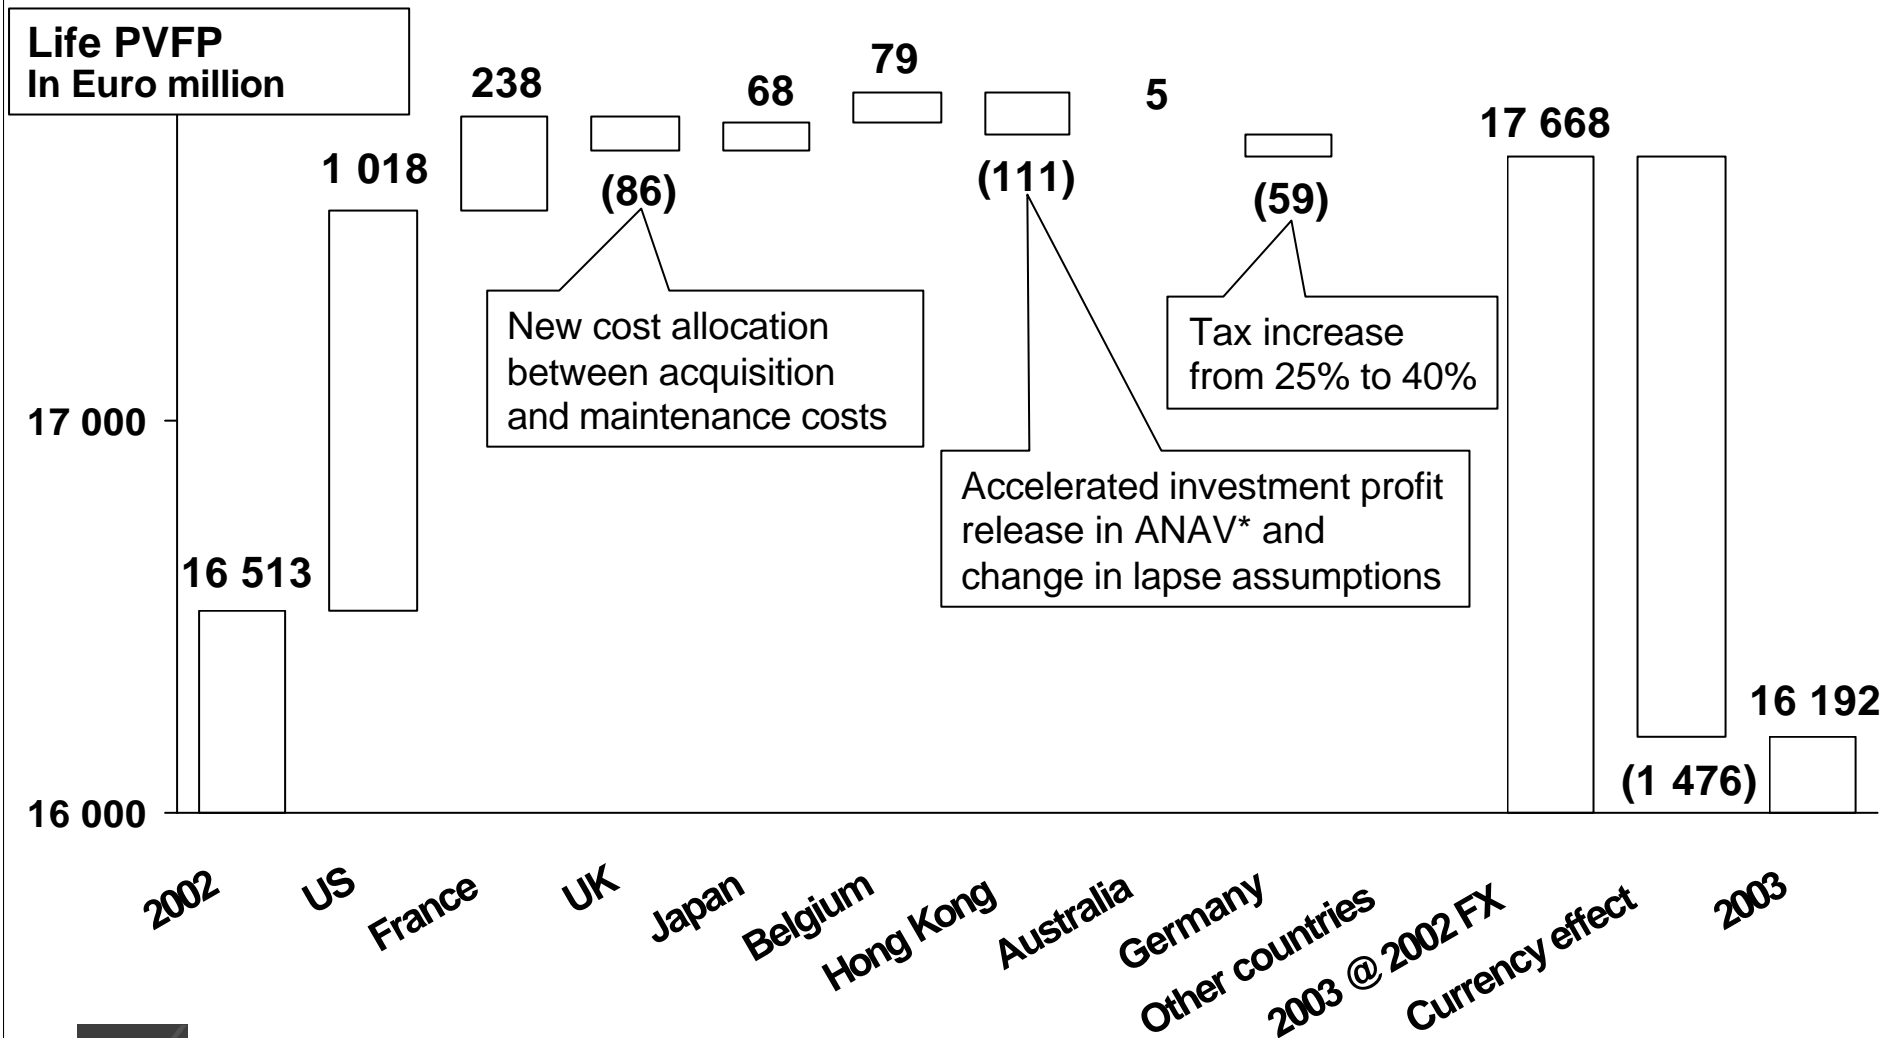 Life PVFP
In Euro million
238
79
68
5
17 668
1 018
(86)
(111)
(59)
New cost allocation
between acquisition
and maintenance costs
Tax increase
from 25% to 40%
17 000
Accelerated investment profit
release in ANAV* and
change in lapse assumptions
16 513
16 192
(1 476)
16 000
2002
US
France
UK
Japan
Belgium
Hong Kong
Australia
Germany
Other countries
2003 @ 2002 FX
Currency effect
2003